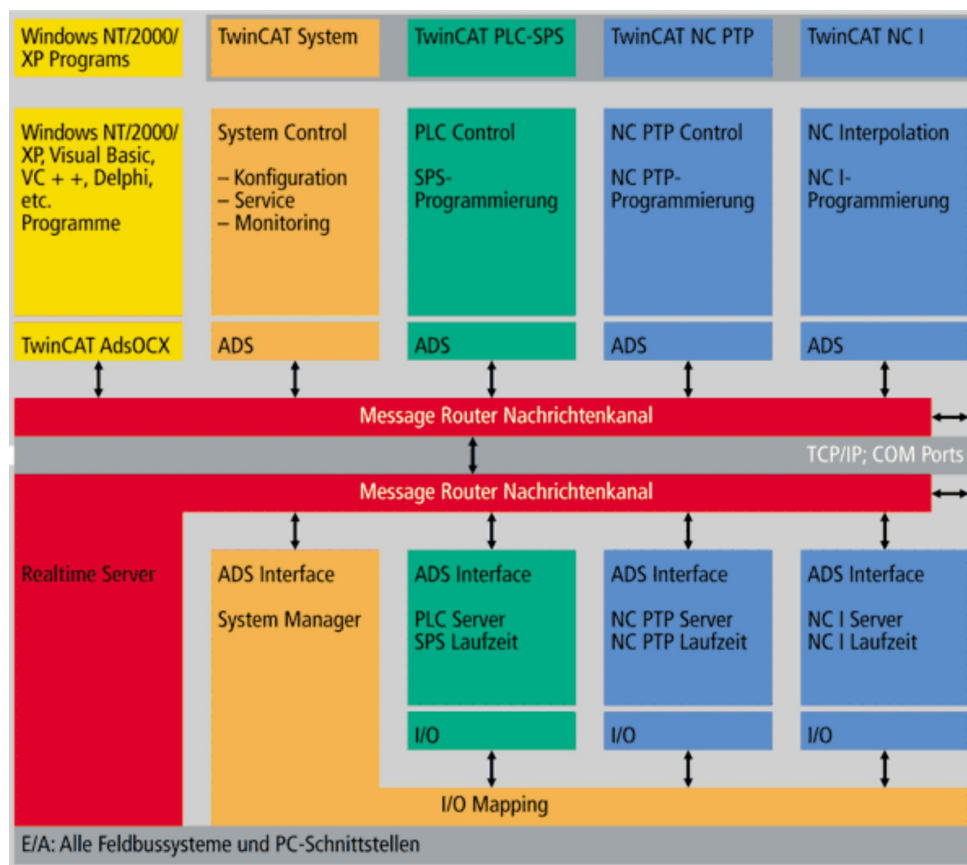 Windows NT/2000/
XP Programs
TwinCAT System
TwinCAT PLC-SPS
TwinCAT NC PTP
TwinCAT NC I
Windows NT/2000/
XP, Visual Basic,
VC + +, Delphi,
etc.
Programme
System Control
– Konfiguration
– Service
– Monitoring
PLC Control
SPS-
Programmierung
NC PTP Control
NC PTP-
Programmierung
NC Interpolation
NC I-
Programmierung
TwinCAT AdsOCX
ADS
ADS
ADS
ADS
Message Router Nachrichtenkanal
TCP/IP; COM Ports
Message Router Nachrichtenkanal
Realtime Server
ADS Interface
System Manager
ADS Interface
PLC Server
SPS Laufzeit
ADS Interface
NC PTP Server
NC PTP Laufzeit
ADS Interface
NC I Server
NC I Laufzeit
I/O
I/O
I/O
I/O Mapping
E/A: Alle Feldbussysteme und PC-Schnittstellen